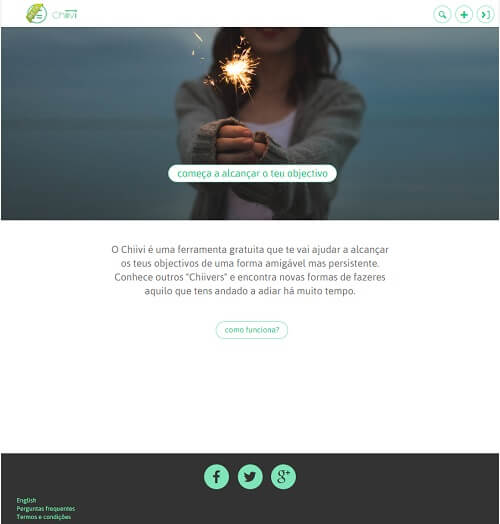 Chiivi
começa a alcançar o teu objectivo
O Chiivi é uma ferramenta gratuita que te vai ajudar a alcançar
os teus objectivos de uma forma amigável mas persistente.
Conhece outros "Chiivers" e encontra novas formas de fazeres
aquilo que tens andado a adiar há muito tempo.
como funciona?
g+
English
Perguntas frequentes
Termos e condições